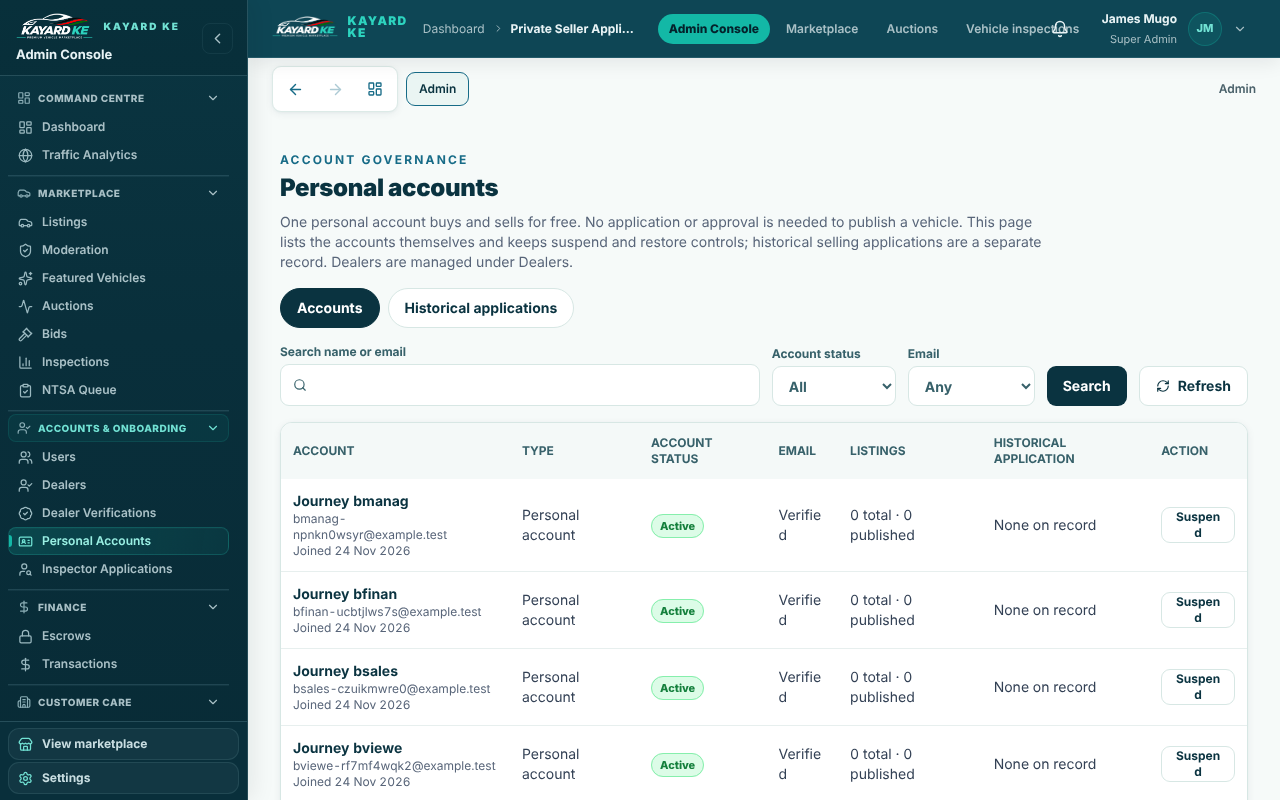 KAYARD KE
PREMIUM VEHICLE MARKETPLACE
KAYARD KE
Admin Console
COMMAND CENTRE
Dashboard
Traffic Analytics
MARKETPLACE
Listings
Moderation
Featured Vehicles
Auctions
Bids
Inspections
NTSA Queue
ACCOUNTS & ONBOARDING
Users
Dealers
Dealer Verifications
Personal Accounts
Inspector Applications
FINANCE
Escrows
Transactions
CUSTOMER CARE
View marketplace
Settings
KAYARD KE
KAYARD
KE
Dashboard
Private Seller Appli...
Admin Console
Marketplace
Auctions
Vehicle inspections
James Mugo
Super Admin
JM
Admin
Admin
ACCOUNT GOVERNANCE
Personal accounts
One personal account buys and sells for free. No application or approval is needed to publish a vehicle. This page
lists the accounts themselves and keeps suspend and restore controls; historical selling applications are a separate
record. Dealers are managed under Dealers.
Accounts
Historical applications
Search name or email
Account status
All
Email
Any
Search
Refresh
ACCOUNT
TYPE
ACCOUNT
STATUS
EMAIL
LISTINGS
HISTORICAL
APPLICATION
ACTION
Journey bmanag
bmanag-
npnkn0wsyr@example.test
Joined 24 Nov 2026
Personal
account
Active
Verifie
d
0 total · 0
published
None on record
Suspen
d
Journey bfinan
bfinan-ucbtjlws7s@example.test
Joined 24 Nov 2026
Personal
account
Active
Verifie
d
0 total · 0
published
None on record
Suspen
d
Journey bsales
bsales-czuikmwre0@example.test
Joined 24 Nov 2026
Personal
account
Active
Verifie
d
0 total · 0
published
None on record
Suspen
d
Journey bviewe
bviewe-rf7mf4wqk2@example.test
Joined 24 Nov 2026
Personal
account
Active
Verifie
d
0 total · 0
published
None on record
Suspen
d